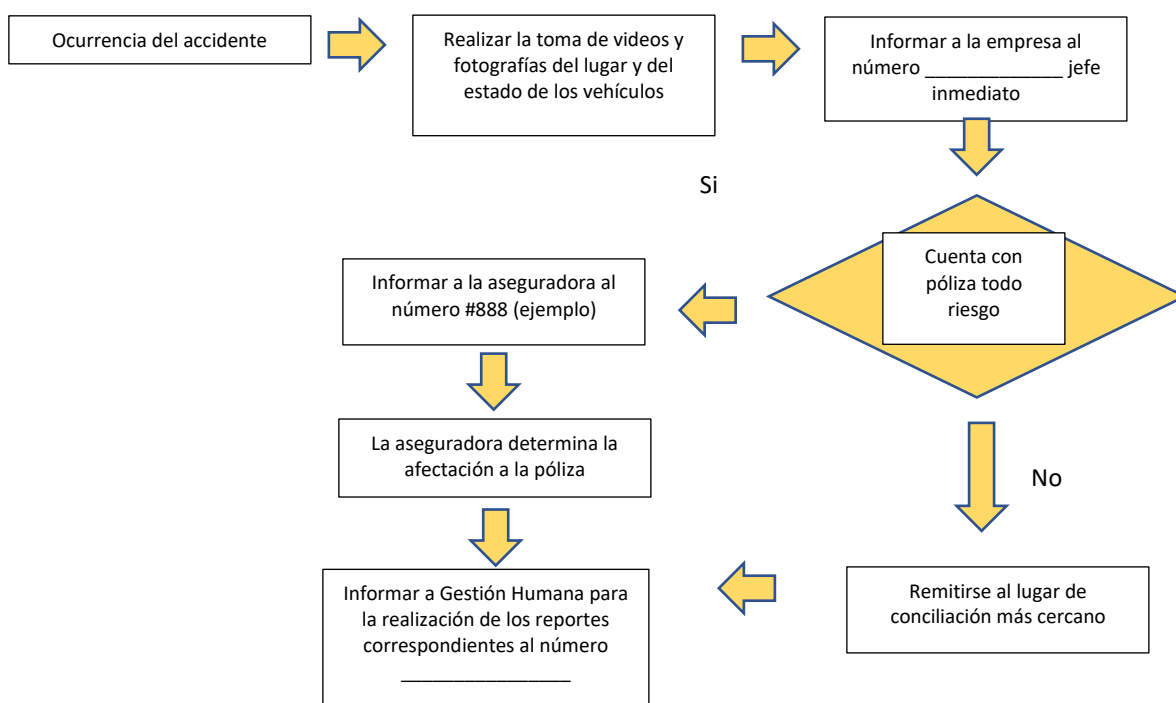 Ocurrencia del accidente
Realizar la toma de videos y
fotografías del lugar y del
estado de los vehículos
Informar a la empresa al
número _____________ jefe
inmediato
Si
Cuenta con
póliza todo
riesgo
Informar a la aseguradora al
número #888 (ejemplo)
La aseguradora determina la
afectación a la póliza
No
Remitirse al lugar de
conciliación más cercano
Informar a Gestión Humana para
la realización de los reportes
correspondientes al número
________________